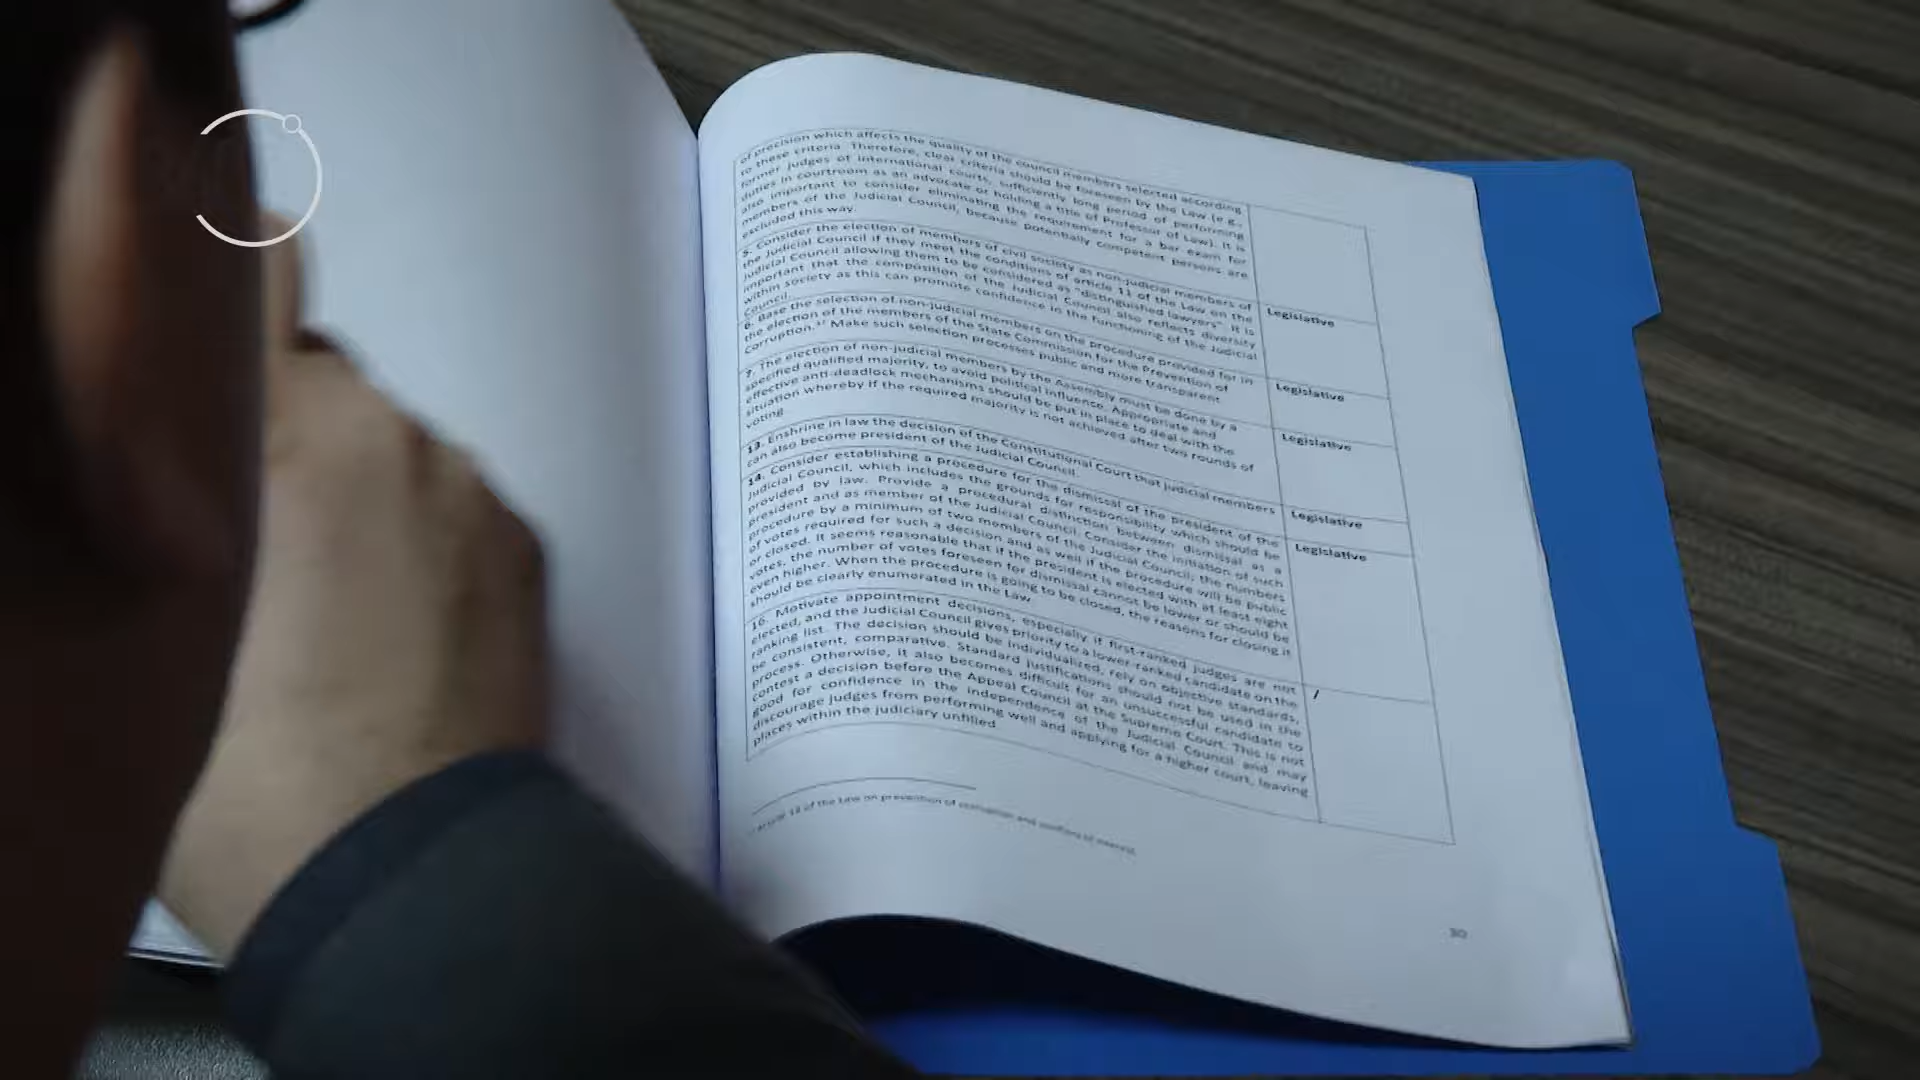 of precision which affects the quality of the council members selected according
to these criteria. Therefore, clear criteria should be foreseen by the Law (e.g.,
former judges of international courts, sufficiently long period of performing
duties in courtroom as an advocate or holding a title of Professor of Law). It is
also important to consider eliminating the requirement for a bar exam for
members of the Judicial Council, because potentially competent persons are
excluded this way.
5. Consider the election of members of civil society as non-judicial members of
the Judicial Council if they meet the conditions of article 11 of the Law on the
Judicial Council allowing them to be considered as "distinguished lawyers". It is
important that the composition of the Judicial Council also reflects diversity
within society as this can promote confidence in the functioning of the Judicial
Council.
Legislative
6. Base the selection of non-judicial members on the procedure provided for in
the election of the members of the State Commission for the Prevention of
Corruption. Make such selection processes public and more transparent
Legislative
7. The election of non-judicial members by the Assembly must be done by a
specified qualified majority, to avoid political influence. Appropriate and
effective anti-deadlock mechanisms should be put in place to deal with the
situation whereby if the required majority is not achieved after two rounds of
voting
Legislative
13. Enshrine in law the decision of the Constitutional Court that judicial members
can also become president of the Judicial Council.
Legislative
14. Consider establishing a procedure for the dismissal of the president of the
Judicial Council, which includes the grounds for responsibility which should be
provided by law. Provide a procedural distinction between dismissal as a
president and as member of the Judicial Council. Consider the initiation of such
procedure by a minimum of two members of the Judicial Council; the numbers
of votes required for such a decision and as well if the procedure will be public
or closed. It seems reasonable that if the president is elected with at least eight
votes, the number of votes foreseen for dismissal cannot be lower or should be
even higher. When the procedure is going to be closed, the reasons for closing it
should be clearly enumerated in the Law
Legislative
16. Motivate appointment decisions, especially if first-ranked judges are not
elected, and the Judicial Council gives priority to a lower ranked candidate on the
ranking list. The decision should be individualized, rely on objective standards,
be consistent, comparative. Standard justifications should not be used in the
process. Otherwise, it also becomes difficult for an unsuccessful candidate to
contest a decision before the Appeal Council at the Supreme Court. This is not
good for confidence in the independence of the Judicial Council and may
discourage judges from performing well and applying for a higher court, leaving
places within the judiciary unfilled
/
of the Law on prevention of corruption and conflict of interest
30